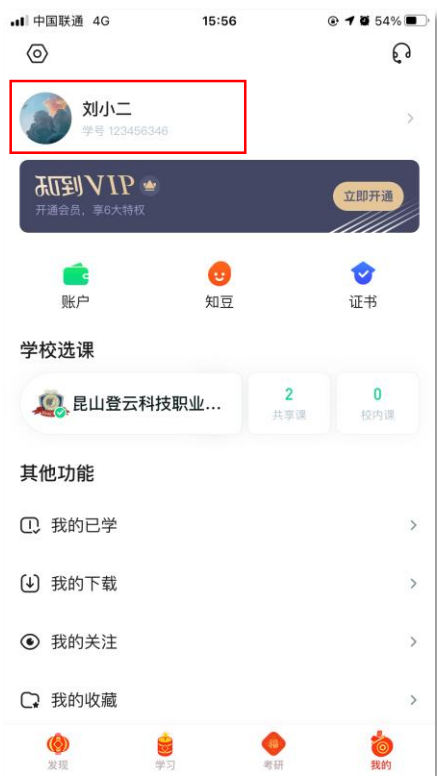 中国联通 4G 15:56 54%
刘小二
学号 123456346
知到VIP
开通会员，享6大特权
立即开通
账户 知豆 证书
学校选课
昆山登云科技职业...
2 0
共享课 校内课
其他功能
我的已学
我的下载
我的关注
我的收藏
福
发现 学习 考研 我的